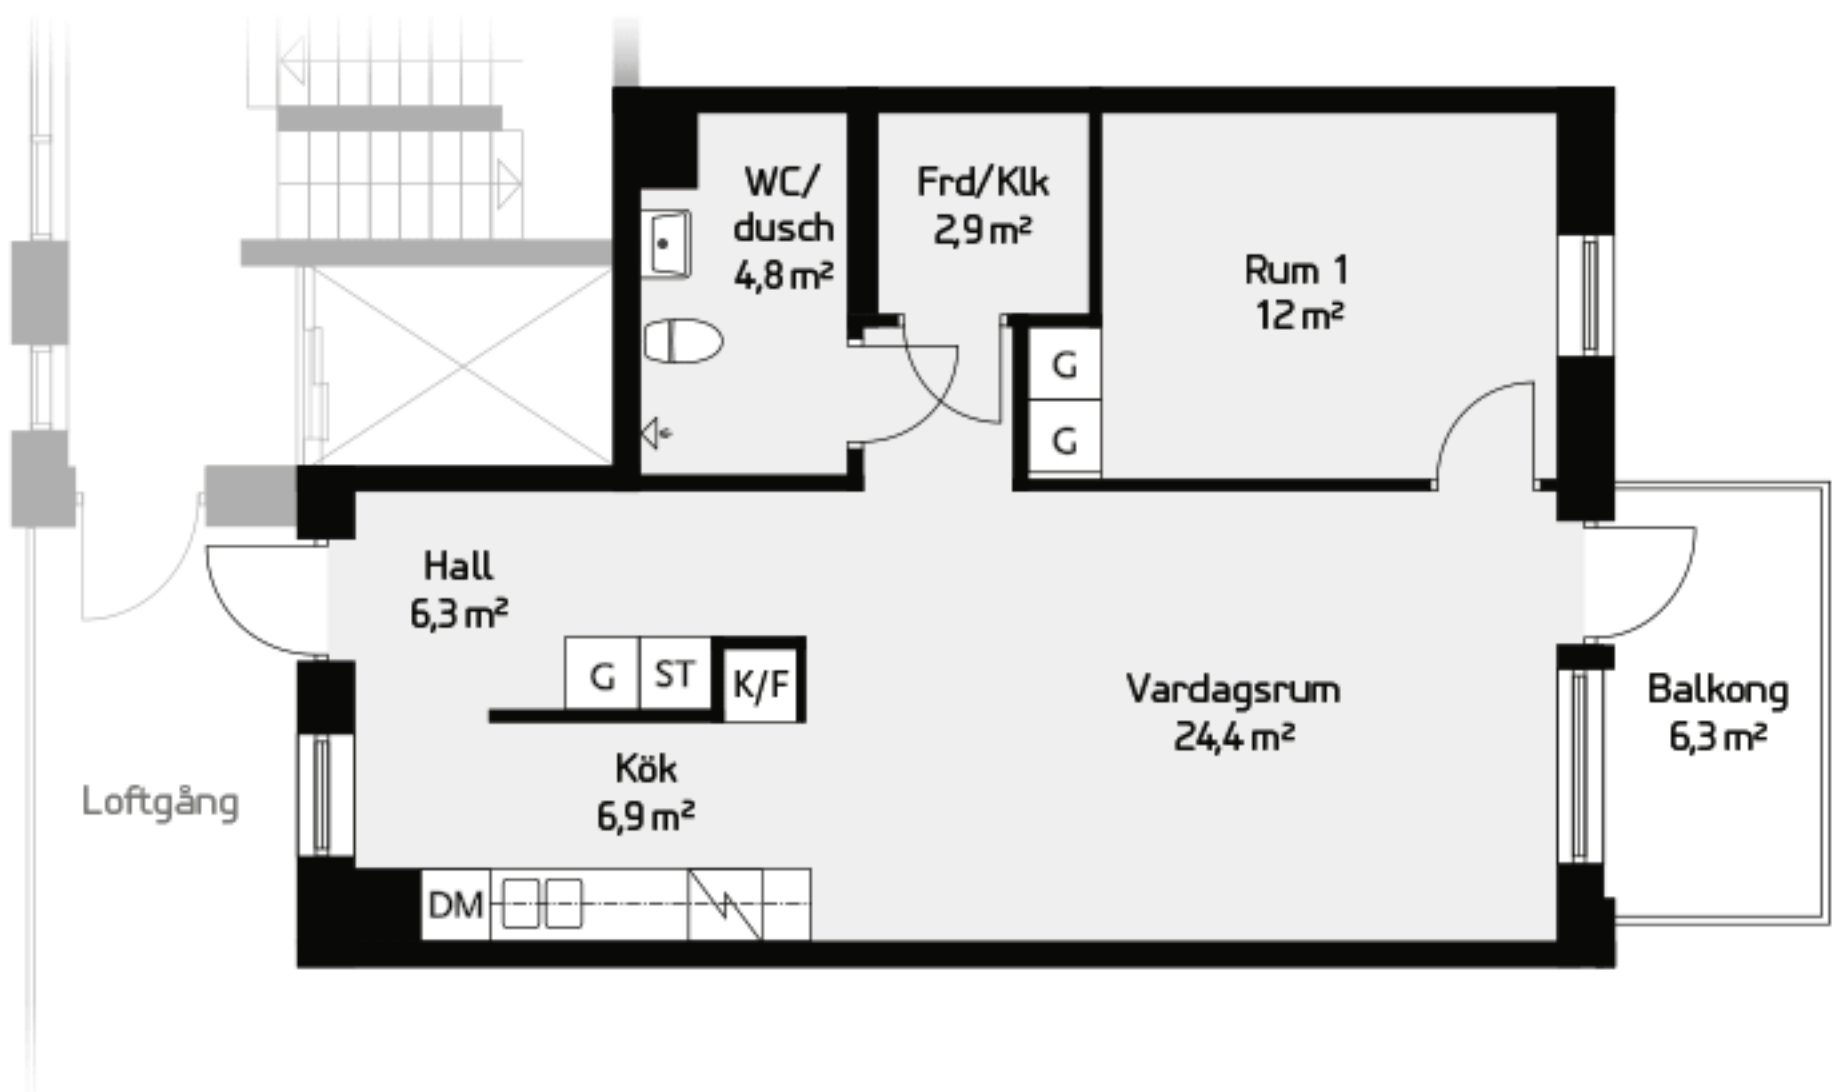 WC/
dusch
4,8 m²
Frd/Klk
2,9 m²
Rum 1
12 m²
G
G
Hall
6,3 m²
G
ST
K/F
Vardagsrum
24,4 m²
Balkong
6,3 m²
Kök
6,9 m²
Loftgång
DM